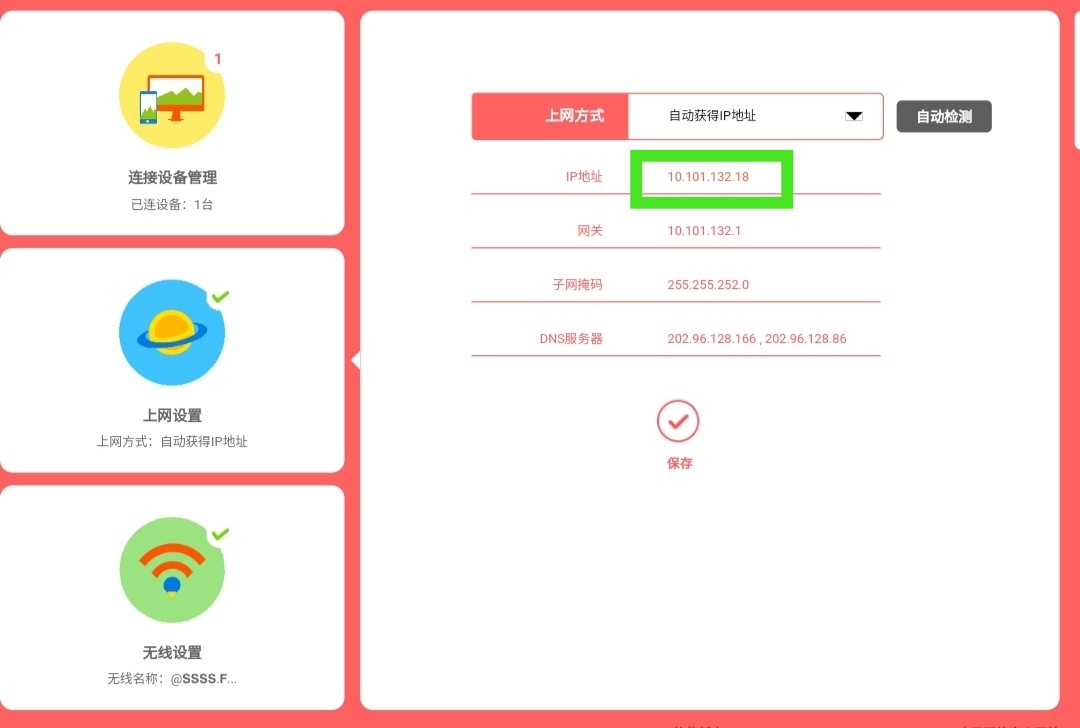 1
连接设备管理
已连设备：1台
上网设置
上网方式：自动获得IP地址
无线设置
无线名称：@SSSS.F...
上网方式 自动获得IP地址 自动检测
IP地址 10.101.132.18
网关 10.101.132.1
子网掩码 255.255.252.0
DNS服务器 202.96.128.166 , 202.96.128.86
保存